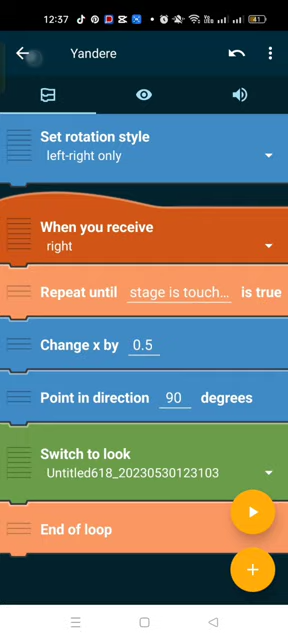 12:37
41
Yandere
Set rotation style
left-right only
When you receive
right
Repeat until stage is touch... is true
Change x by 0.5
Point in direction 90 degrees
Switch to look
Untitled618_20230530123103
End of loop